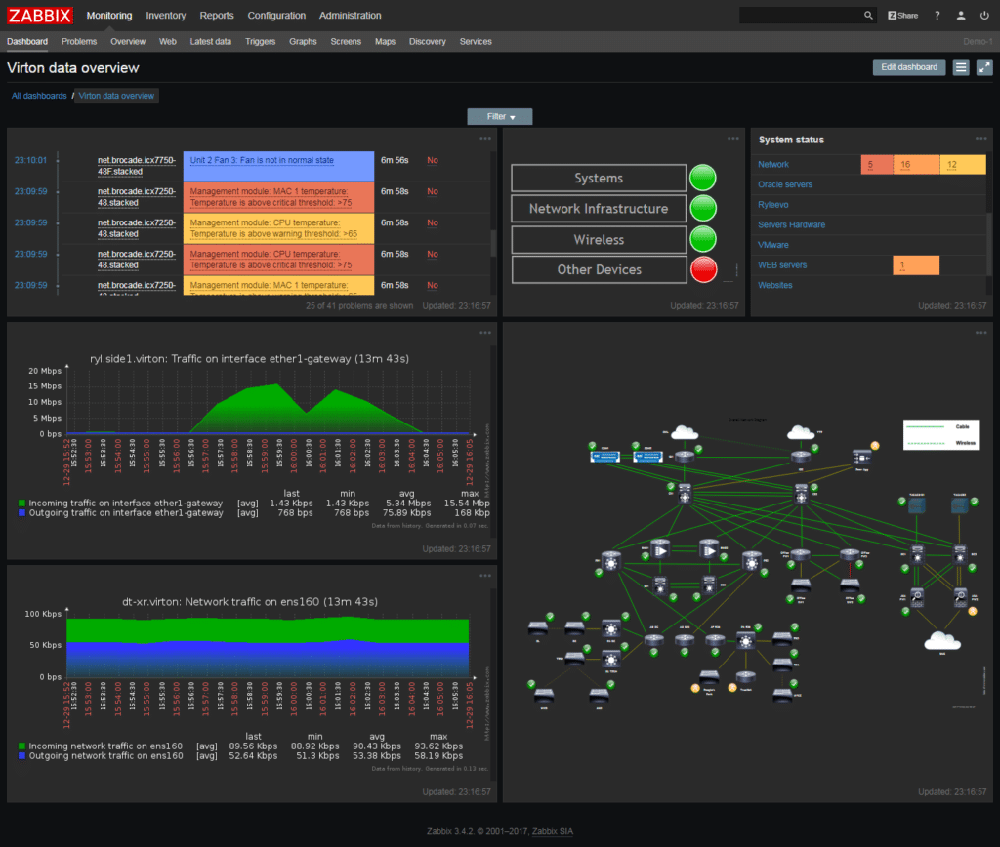 ZABBIX Monitoring Inventory Reports Configuration Administration Share ?
Dashboard Problems Overview Web Latest data Triggers Graphs Screens Maps Discovery Services Demo-1
Virton data overview Edit dashboard
All dashboards / Virton data overview
Filter
23:10:01 net.brocade.icx7750-48F.stacked Unit 2 Fan 3: Fan is not in normal state 6m 56s No
23:09:59 net.brocade.icx7250-48.stacked Management module: MAC 1 temperature: Temperature is above critical threshold: >75 6m 58s No
23:09:59 net.brocade.icx7250-48.stacked Management module: CPU temperature: Temperature is above warning threshold: >65 6m 58s No
23:09:59 net.brocade.icx7250-48.stacked Management module: CPU temperature: Temperature is above critical threshold: >75 6m 58s No
23:09:59 net.brocade.icx7250-48.stacked Management module: MAC 1 temperature: Temperature is above warning threshold: >65 6m 58s No
25 of 41 problems are shown Updated: 23:16:57
Systems
Network Infrastructure
Wireless
Other Devices
Updated: 23:16:57
System status
Network 5 16 12
Oracle servers
Ryleevo
Servers Hardware
VMware
WEB servers 1
Websites
Updated: 23:16:57
ryl.side1.virton: Traffic on interface ether1-gateway (13m 43s)
20 Mbps
15 Mbps
10 Mbps
5 Mbps
0 bps
12-29 15:52 15:52:30 15:53:00 15:53:30 15:54:00 15:54:30 15:55:00 15:55:30 15:56:00 15:56:30 15:57:00 15:57:30 15:58:00 15:58:30 15:59:00 15:59:30 16:00:00 16:00:30 16:01:00 16:01:30 16:02:00 16:02:30 16:03:00 16:03:30 16:04:00 16:04:30 16:05:00 16:05:30 12-29 16:05
http://www.zabbix.com
last min avg max
Incoming traffic on interface ether1-gateway [avg] 1.43 Kbps 1.43 Kbps 5.34 Mbps 15.54 Mbp
Outgoing traffic on interface ether1-gateway [avg] 768 bps 768 bps 75.89 Kbps 168 Kb
Data from history. Generated in 0.07 sec.
Updated: 23:16:57
dt-xr.virton: Network traffic on ens160 (13m 43s)
100 Kbps
50 Kbps
0 bps
12-29 15:52 15:52:30 15:53:00 15:53:30 15:54:00 15:54:30 15:55:00 15:55:30 15:56:00 15:56:30 15:57:00 15:57:30 15:58:00 15:58:30 15:59:00 15:59:30 16:00:00 16:00:30 16:01:00 16:01:30 16:02:00 16:02:30 16:03:00 16:03:30 16:04:00 16:04:30 16:05:00 16:05:30 12-29 16:05
http://www.zabbix.com
last min avg max
Incoming network traffic on ens160 [avg] 89.56 Kbps 88.92 Kbps 90.43 Kbps 93.62 Kbps
Outgoing network traffic on ens160 [avg] 52.64 Kbps 51.3 Kbps 53.38 Kbps 58.19 Kbps
Data from history. Generated in 0.13 sec.
Updated: 23:16:57
Cable
Wireless
Updated: 23:16:57
Zabbix 3.4.2. © 2001–2017, Zabbix SIA